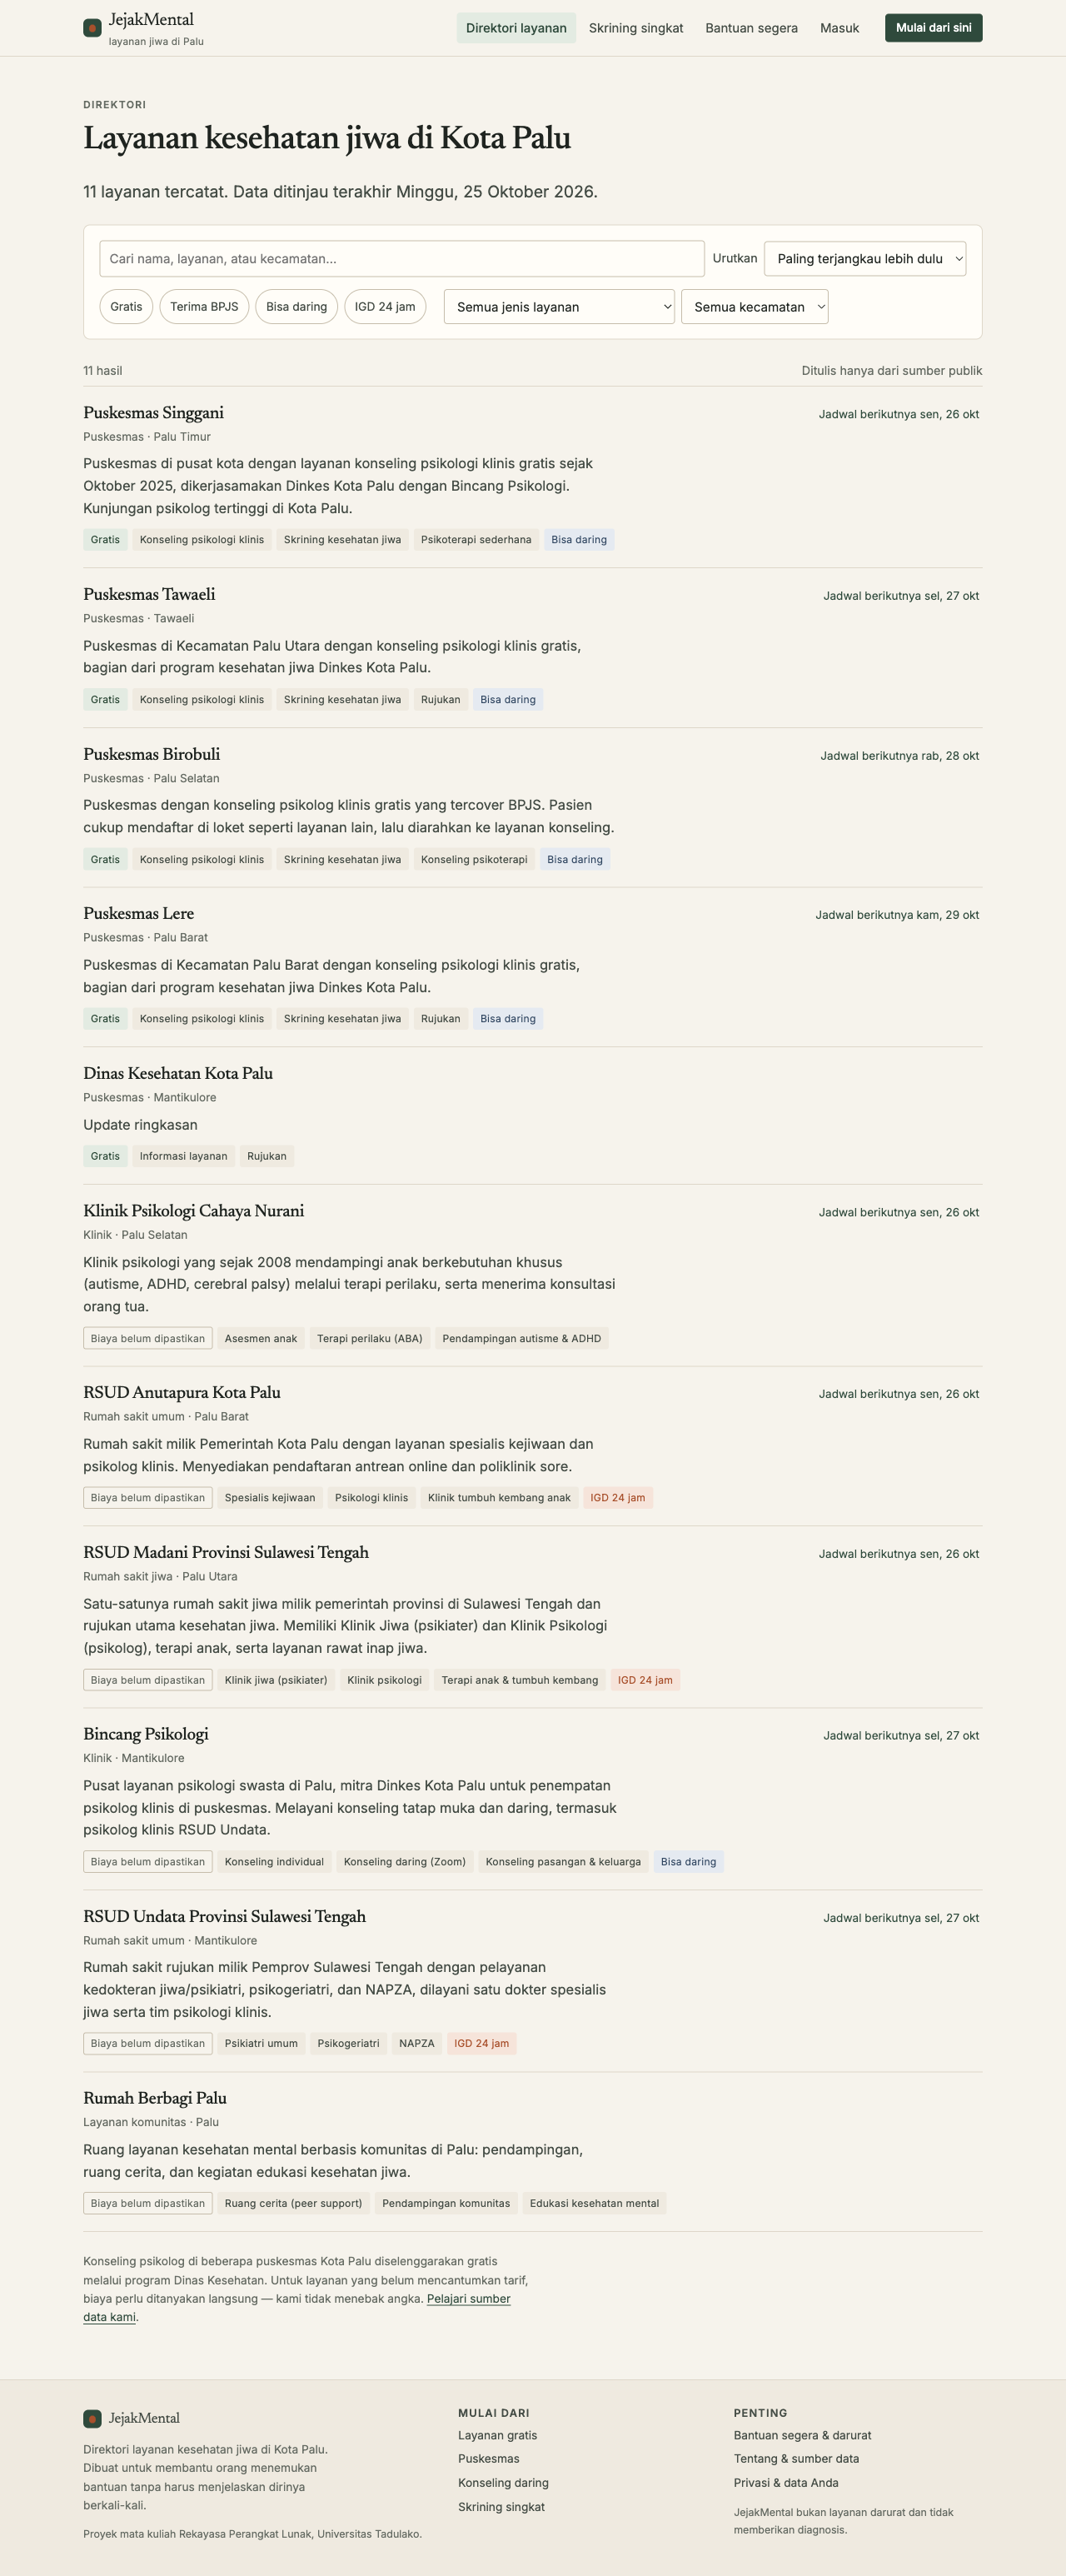 JejakMental
layanan jiwa di Palu
Direktori layanan
Skrining singkat
Bantuan segera
Masuk
Mulai dari sini
DIREKTORI
Layanan kesehatan jiwa di Kota Palu
11 layanan tercatat. Data ditinjau terakhir Minggu, 25 Oktober 2026.
Cari nama, layanan, atau kecamatan...
Urutkan
Paling terjangkau lebih dulu
Gratis
Terima BPJS
Bisa daring
IGD 24 jam
Semua jenis layanan
Semua kecamatan
11 hasil
Ditulis hanya dari sumber publik
Puskesmas Singgani
Jadwal berikutnya sen, 26 okt
Puskesmas · Palu Timur
Puskesmas di pusat kota dengan layanan konseling psikologi klinis gratis sejak
Oktober 2025, dikerjasamakan Dinkes Kota Palu dengan Bincang Psikologi.
Kunjungan psikolog tertinggi di Kota Palu.
Gratis
Konseling psikologi klinis
Skrining kesehatan jiwa
Psikoterapi sederhana
Bisa daring
Puskesmas Tawaeli
Jadwal berikutnya sel, 27 okt
Puskesmas · Tawaeli
Puskesmas di Kecamatan Palu Utara dengan konseling psikologi klinis gratis,
bagian dari program kesehatan jiwa Dinkes Kota Palu.
Gratis
Konseling psikologi klinis
Skrining kesehatan jiwa
Rujukan
Bisa daring
Puskesmas Birobuli
Jadwal berikutnya rab, 28 okt
Puskesmas · Palu Selatan
Puskesmas dengan konseling psikolog klinis gratis yang tercover BPJS. Pasien
cukup mendaftar di loket seperti layanan lain, lalu diarahkan ke layanan konseling.
Gratis
Konseling psikologi klinis
Skrining kesehatan jiwa
Konseling psikoterapi
Bisa daring
Puskesmas Lere
Jadwal berikutnya kam, 29 okt
Puskesmas · Palu Barat
Puskesmas di Kecamatan Palu Barat dengan konseling psikologi klinis gratis,
bagian dari program kesehatan jiwa Dinkes Kota Palu.
Gratis
Konseling psikologi klinis
Skrining kesehatan jiwa
Rujukan
Bisa daring
Dinas Kesehatan Kota Palu
Puskesmas · Mantikulore
Update ringkasan
Gratis
Informasi layanan
Rujukan
Klinik Psikologi Cahaya Nurani
Jadwal berikutnya sen, 26 okt
Klinik · Palu Selatan
Klinik psikologi yang sejak 2008 mendampingi anak berkebutuhan khusus
(autisme, ADHD, cerebral palsy) melalui terapi perilaku, serta menerima konsultasi
orang tua.
Biaya belum dipastikan
Asesmen anak
Terapi perilaku (ABA)
Pendampingan autisme & ADHD
RSUD Anutapura Kota Palu
Jadwal berikutnya sen, 26 okt
Rumah sakit umum · Palu Barat
Rumah sakit milik Pemerintah Kota Palu dengan layanan spesialis kejiwaan dan
psikolog klinis. Menyediakan pendaftaran antrean online dan poliklinik sore.
Biaya belum dipastikan
Spesialis kejiwaan
Psikologi klinis
Klinik tumbuh kembang anak
IGD 24 jam
RSUD Madani Provinsi Sulawesi Tengah
Jadwal berikutnya sen, 26 okt
Rumah sakit jiwa · Palu Utara
Satu-satunya rumah sakit jiwa milik pemerintah provinsi di Sulawesi Tengah dan
rujukan utama kesehatan jiwa. Memiliki Klinik Jiwa (psikiater) dan Klinik Psikologi
(psikolog), terapi anak, serta layanan rawat inap jiwa.
Biaya belum dipastikan
Klinik jiwa (psikiater)
Klinik psikologi
Terapi anak & tumbuh kembang
IGD 24 jam
Bincang Psikologi
Jadwal berikutnya sel, 27 okt
Klinik · Mantikulore
Pusat layanan psikologi swasta di Palu, mitra Dinkes Kota Palu untuk penempatan
psikolog klinis di puskesmas. Melayani konseling tatap muka dan daring, termasuk
psikolog klinis RSUD Undata.
Biaya belum dipastikan
Konseling individual
Konseling daring (Zoom)
Konseling pasangan & keluarga
Bisa daring
RSUD Undata Provinsi Sulawesi Tengah
Jadwal berikutnya sel, 27 okt
Rumah sakit umum · Mantikulore
Rumah sakit rujukan milik Pemprov Sulawesi Tengah dengan pelayanan
kedokteran jiwa/psikiatri, psikogeriatri, dan NAPZA, dilayani satu dokter spesialis
jiwa serta tim psikologi klinis.
Biaya belum dipastikan
Psikiatri umum
Psikogeriatri
NAPZA
IGD 24 jam
Rumah Berbagi Palu
Layanan komunitas · Palu
Ruang layanan kesehatan mental berbasis komunitas di Palu: pendampingan,
ruang cerita, dan kegiatan edukasi kesehatan jiwa.
Biaya belum dipastikan
Ruang cerita (peer support)
Pendampingan komunitas
Edukasi kesehatan mental
Konseling psikolog di beberapa puskesmas Kota Palu diselenggarakan gratis
melalui program Dinas Kesehatan. Untuk layanan yang belum mencantumkan tarif,
biaya perlu ditanyakan langsung — kami tidak menebak angka. Pelajari sumber
data kami.
JejakMental
Direktori layanan kesehatan jiwa di Kota Palu.
Dibuat untuk membantu orang menemukan
bantuan tanpa harus menjelaskan dirinya
berkali-kali.
Proyek mata kuliah Rekayasa Perangkat Lunak, Universitas Tadulako.
MULAI DARI
Layanan gratis
Puskesmas
Konseling daring
Skrining singkat
PENTING
Bantuan segera & darurat
Tentang & sumber data
Privasi & data Anda
JejakMental bukan layanan darurat dan tidak
memberikan diagnosis.